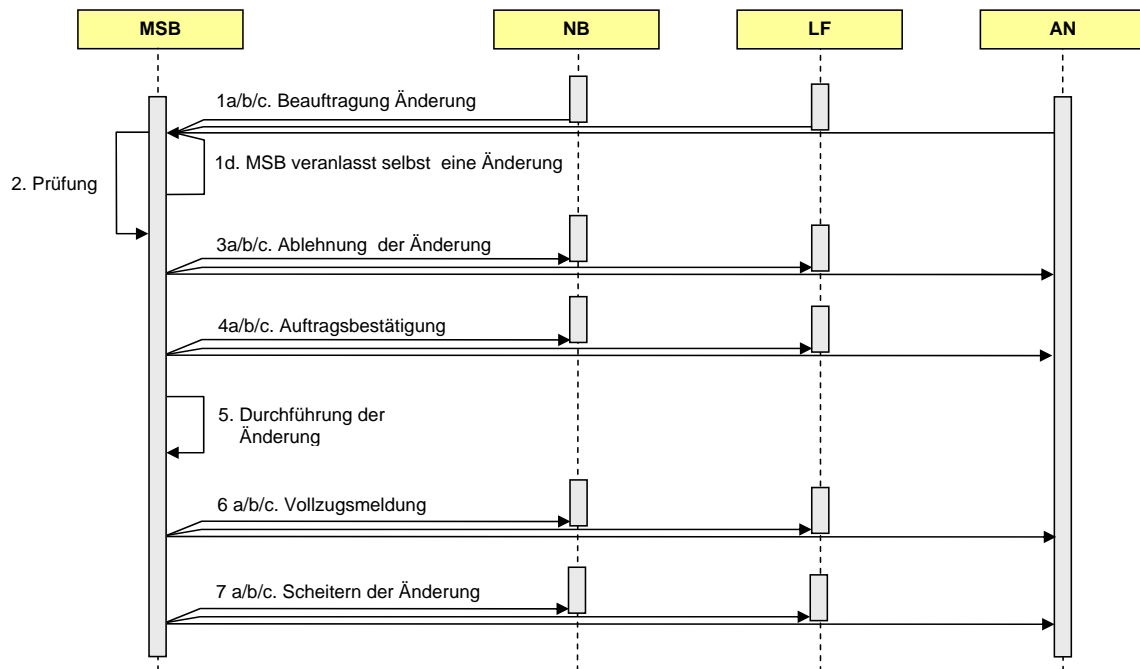 MSB
NB
LF
AN
1a/b/c. Beauftragung Änderung
1d. MSB veranlasst selbst eine Änderung
2. Prüfung
3a/b/c. Ablehnung der Änderung
4a/b/c. Auftragsbestätigung
5. Durchführung der
Änderung
6 a/b/c. Vollzugsmeldung
7 a/b/c. Scheitern der Änderung